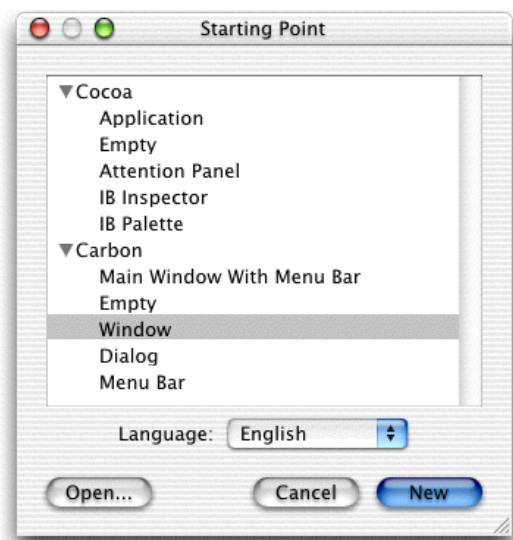 Starting Point
Cocoa
Application
Empty
Attention Panel
IB Inspector
IB Palette
Carbon
Main Window With Menu Bar
Empty
Window
Dialog
Menu Bar
Language: English
Open... Cancel New